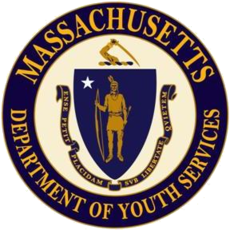 MASSACHUSETTS
ENSE PETIT PLACIDAM SVB LIBERTATE QVIETEM
DEPARTMENT OF YOUTH SERVICES